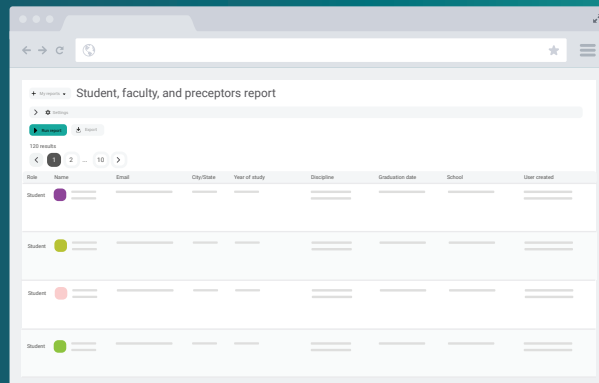 My reports
Student, faculty, and preceptors report
Settings
Run report Export
120 results
1 2 ... 10
Role Name Email City/State Year of study Discipline Graduation date School User created
Student
Student
Student
Student